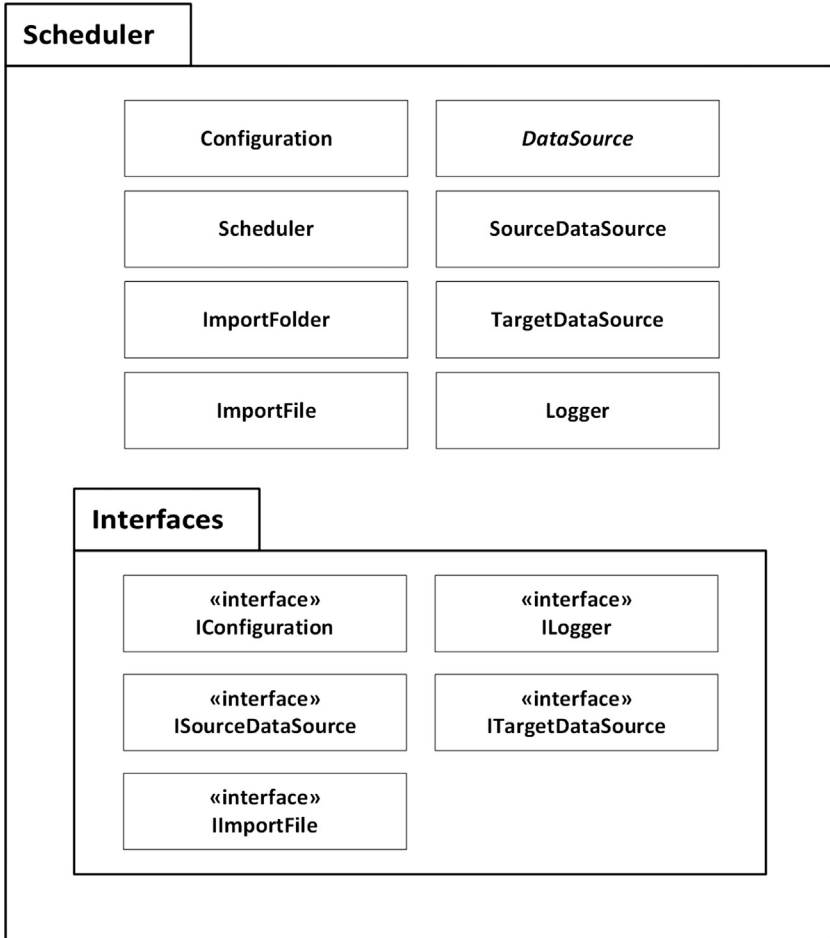 Scheduler
Configuration
DataSource
Scheduler
SourceDataSource
ImportFolder
TargetDataSource
ImportFile
Logger
Interfaces
«interface»
IConfiguration
«interface»
ILogger
«interface»
ISourceDataSource
«interface»
ITargetDataSource
«interface»
IImportFile